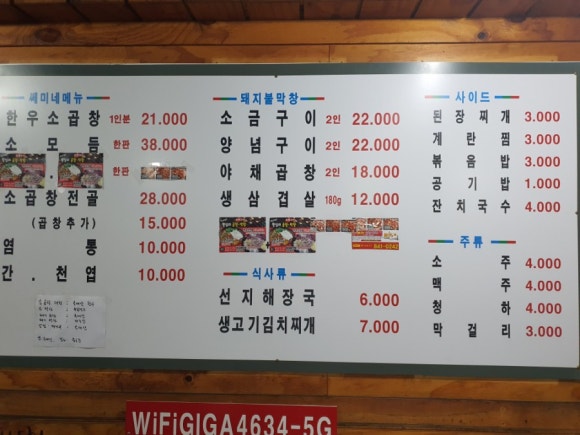 쎄미네메뉴
한우소곱창 1인분 21.000
소모듬 한판 38.000
한판
소곱창전골 28.000
(곱창추가) 15.000
염통 10.000
간.천엽 10.000
돼지불막창
소금구이 2인 22.000
양념구이 2인 22.000
야채곱창 2인 18.000
생삼겹살 180g 12.000
641-6242
식사류
선지해장국 6.000
생고기김치찌개 7.000
사이드
된장찌개 3.000
계란찜 3.000
볶음밥 3.000
공기밥 1.000
잔치국수 4.000
주류
소주 4.000
맥주 4.000
청하 4.000
막걸리 3.000
WiFiGIGA4634-5G